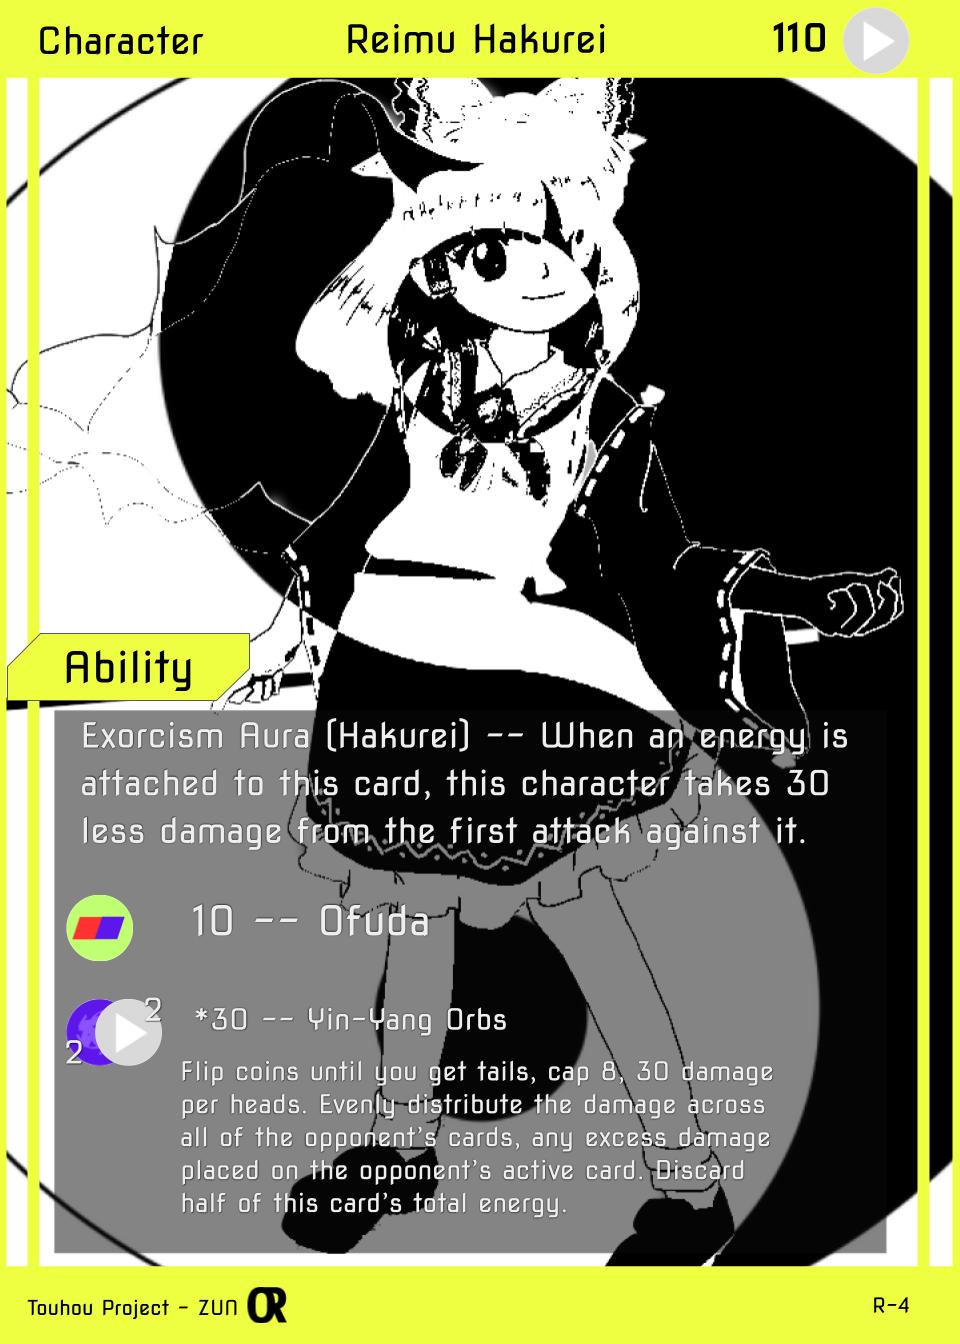 Character Reimu Hakurei 110
Ability
Exorcism Aura (Hakurei) -- When an energy is
attached to this card, this character takes 30
less damage from the first attack against it.
10 -- Ofuda
2
2
*30 -- Yin-Yang Orbs
Flip coins until you get tails, cap 8, 30 damage
per heads. Evenly distribute the damage across
all of the opponent's cards, any excess damage
placed on the opponent's active card. Discard
half of this card's total energy.
Touhou Project - ZUN OR R-4